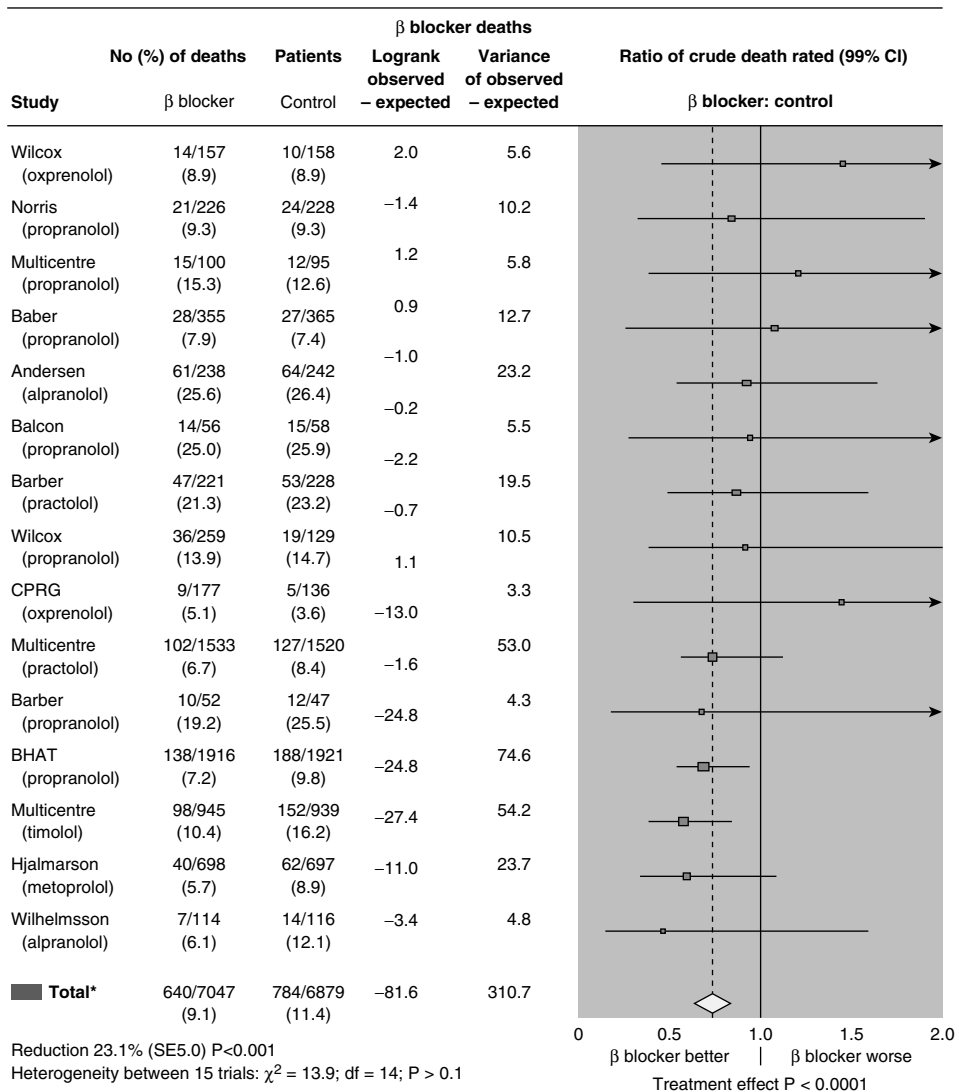 β blocker deaths
No (%) of deaths Patients Logrank observed – expected Variance of observed – expected Ratio of crude death rated (99% CI)
Study β blocker Control β blocker: control
Wilcox 14/157 10/158 2.0 5.6
(oxprenolol) (8.9) (8.9)
Norris 21/226 24/228 –1.4 10.2
(propranolol) (9.3) (9.3)
Multicentre 15/100 12/95 1.2 5.8
(propranolol) (15.3) (12.6)
Baber 28/355 27/365 0.9 12.7
(propranolol) (7.9) (7.4)
–1.0
Andersen 61/238 64/242 23.2
(alpranolol) (25.6) (26.4)
–0.2
Balcon 14/56 15/58 5.5
(propranolol) (25.0) (25.9)
–2.2
Barber 47/221 53/228 19.5
(practolol) (21.3) (23.2) –0.7
Wilcox 36/259 19/129 10.5
(propranolol) (13.9) (14.7) 1.1
CPRG 9/177 5/136 3.3
(oxprenolol) (5.1) (3.6) –13.0
Multicentre 102/1533 127/1520 53.0
(practolol) (6.7) (8.4) –1.6
Barber 10/52 12/47 4.3
(propranolol) (19.2) (25.5) –24.8
BHAT 138/1916 188/1921 74.6
(propranolol) (7.2) (9.8) –24.8
Multicentre 98/945 152/939 –27.4 54.2
(timolol) (10.4) (16.2)
Hjalmarson 40/698 62/697 –11.0 23.7
(metoprolol) (5.7) (8.9)
Wilhelmsson 7/114 14/116 –3.4 4.8
(alpranolol) (6.1) (12.1)
Total* 640/7047 784/6879 –81.6 310.7
(9.1) (11.4)
0 0.5 1.0 1.5 2.0
Reduction 23.1% (SE5.0) P<0.001
β blocker better β blocker worse
Heterogeneity between 15 trials: χ2 = 13.9; df = 14; P > 0.1
Treatment effect P < 0.0001